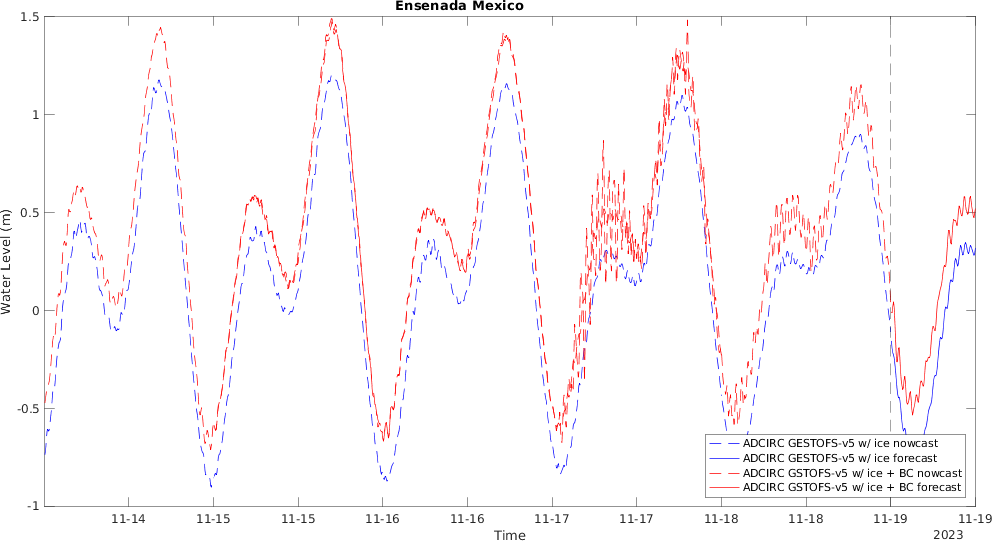 Ensenada Mexico
Water Level (m)
1.5
1
0.5
0
-0.5
-1
ADCIRC GESTOFS-v5 w/ ice nowcast
ADCIRC GESTOFS-v5 w/ ice forecast
ADCIRC GSTOFS-v5 w/ ice + BC nowcast
ADCIRC GSTOFS-v5 w/ ice + BC forecast
11-14 11-15 11-15 11-16 11-16 11-17 11-17 11-18 11-18 11-19 11-19
Time
2023